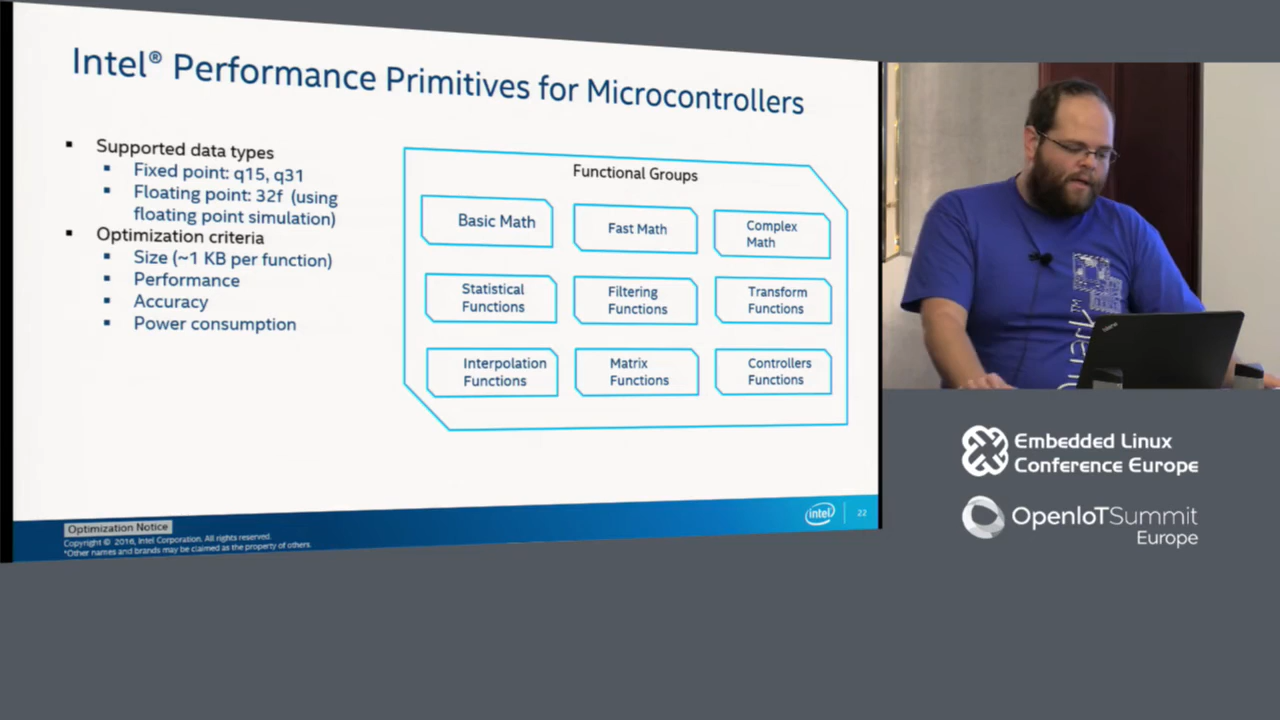 Intel® Performance Primitives for Microcontrollers
▪ Supported data types
▪ Fixed point: q15, q31
▪ Floating point: 32f (using
floating point simulation)
▪ Optimization criteria
▪ Size (~1 KB per function)
▪ Performance
▪ Accuracy
▪ Power consumption
Functional Groups
Basic Math
Fast Math
Complex
Math
Statistical
Functions
Filtering
Functions
Transform
Functions
Interpolation
Functions
Matrix
Functions
Controllers
Functions
Optimization Notice
Copyright © 2016, Intel Corporation. All rights reserved.
*Other names and brands may be claimed as the property of others.
intel
22
Embedded Linux
Conference Europe
OpenIoTSummit
Europe